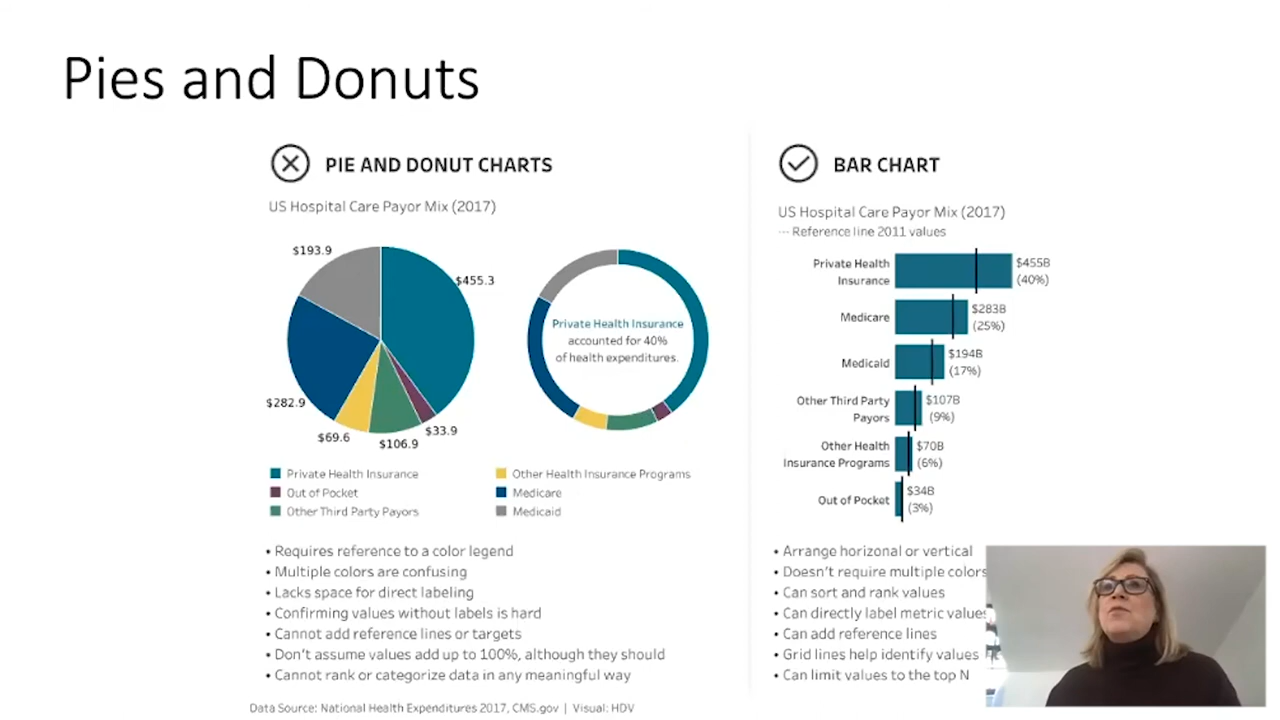 Pies and Donuts
PIE AND DONUT CHARTS
US Hospital Care Payor Mix (2017)
$193.9
$455.3
$282.9
$69.6
$106.9
$33.9
Private Health Insurance
accounted for 40%
of health expenditures.
Private Health Insurance
Out of Pocket
Other Third Party Payors
Other Health Insurance Programs
Medicare
Medicaid
• Requires reference to a color legend
• Multiple colors are confusing
• Lacks space for direct labeling
• Confirming values without labels is hard
• Cannot add reference lines or targets
• Don't assume values add up to 100%, although they should
• Cannot rank or categorize data in any meaningful way
Data Source: National Health Expenditures 2017, CMS.gov | Visual: HDV
BAR CHART
US Hospital Care Payor Mix (2017)
--- Reference line 2011 values
Private Health
Insurance
$455B
(40%)
Medicare
$283B
(25%)
Medicaid
$194B
(17%)
Other Third Party
Payors
$107B
(9%)
Other Health
Insurance Programs
$70B
(6%)
Out of Pocket
$34B
(3%)
• Arrange horizonal or vertical
• Doesn't require multiple colors
• Can sort and rank values
• Can directly label metric values
• Can add reference lines
• Grid lines help identify values
• Can limit values to the top N